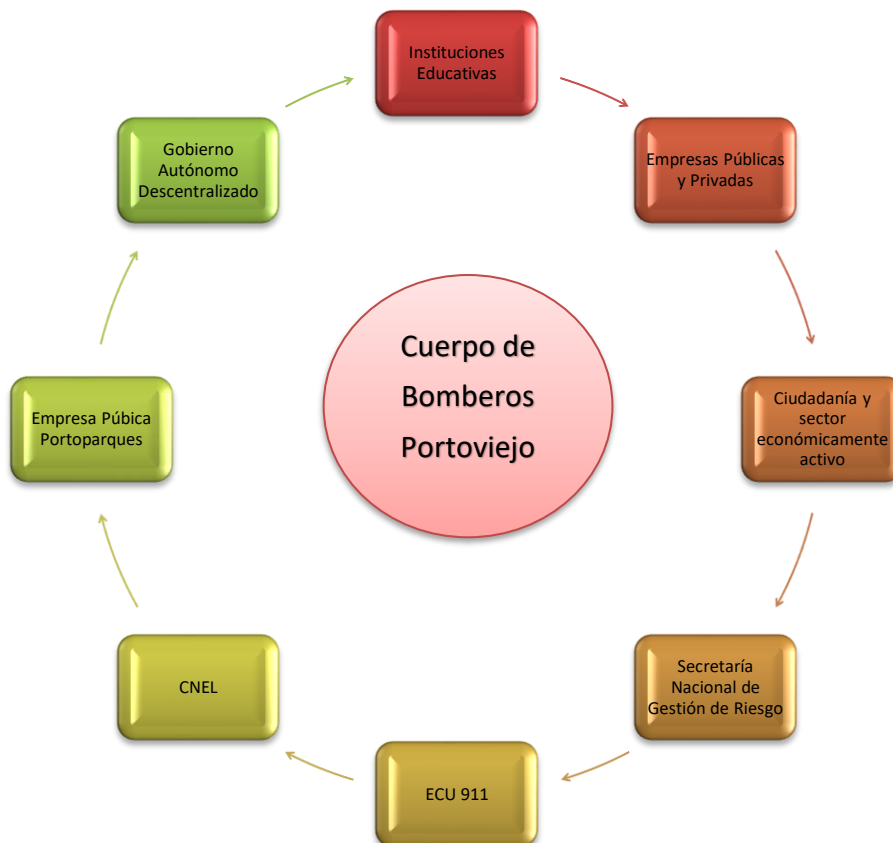 Instituciones
Educativas
Empresas Públicas
y Privadas
Ciudadanía y
sector
económicamente
activo
Secretaría
Nacional de
Gestión de Riesgo
ECU 911
CNEL
Empresa Púbica
Portoparques
Gobierno
Autónomo
Descentralizado
Cuerpo de
Bomberos
Portoviejo